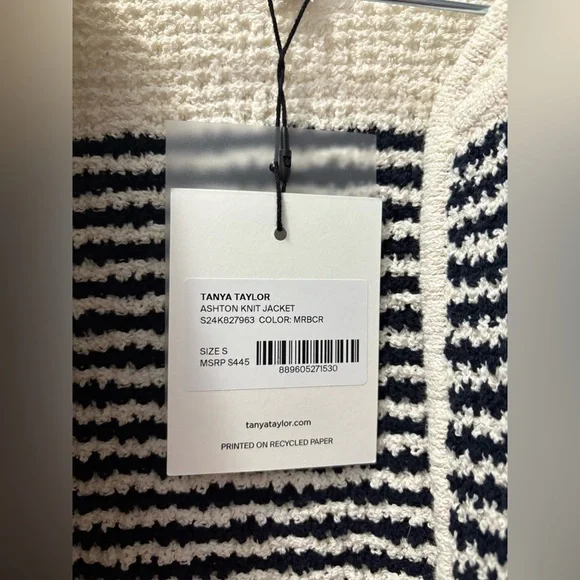 TANYA TAYLOR
ASHTON KNIT JACKET
S24K827963 COLOR: MRBCR
SIZE S
MSRP $445
889605271530
tanyataylor.com
PRINTED ON RECYCLED PAPER